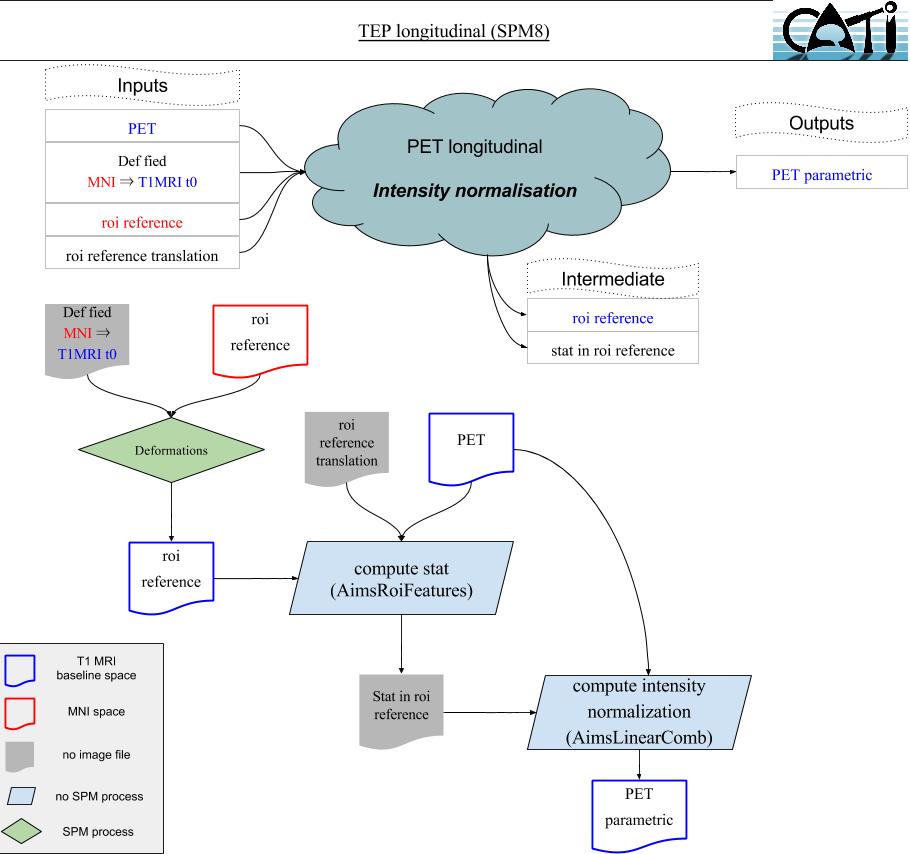 TEP longitudinal (SPM8)
CATI
Inputs
PET
Def fied
MNI ⇒ T1MRI t0
roi reference
roi reference translation
PET longitudinal
Intensity normalisation
Outputs
PET parametric
Intermediate
roi reference
stat in roi reference
Def fied
MNI ⇒
T1MRI t0
roi
reference
Deformations
roi
reference
translation
PET
roi
reference
compute stat
(AimsRoiFeatures)
Stat in roi
reference
compute intensity
normalization
(AimsLinearComb)
PET
parametric
T1 MRI
baseline space
MNI space
no image file
no SPM process
SPM process